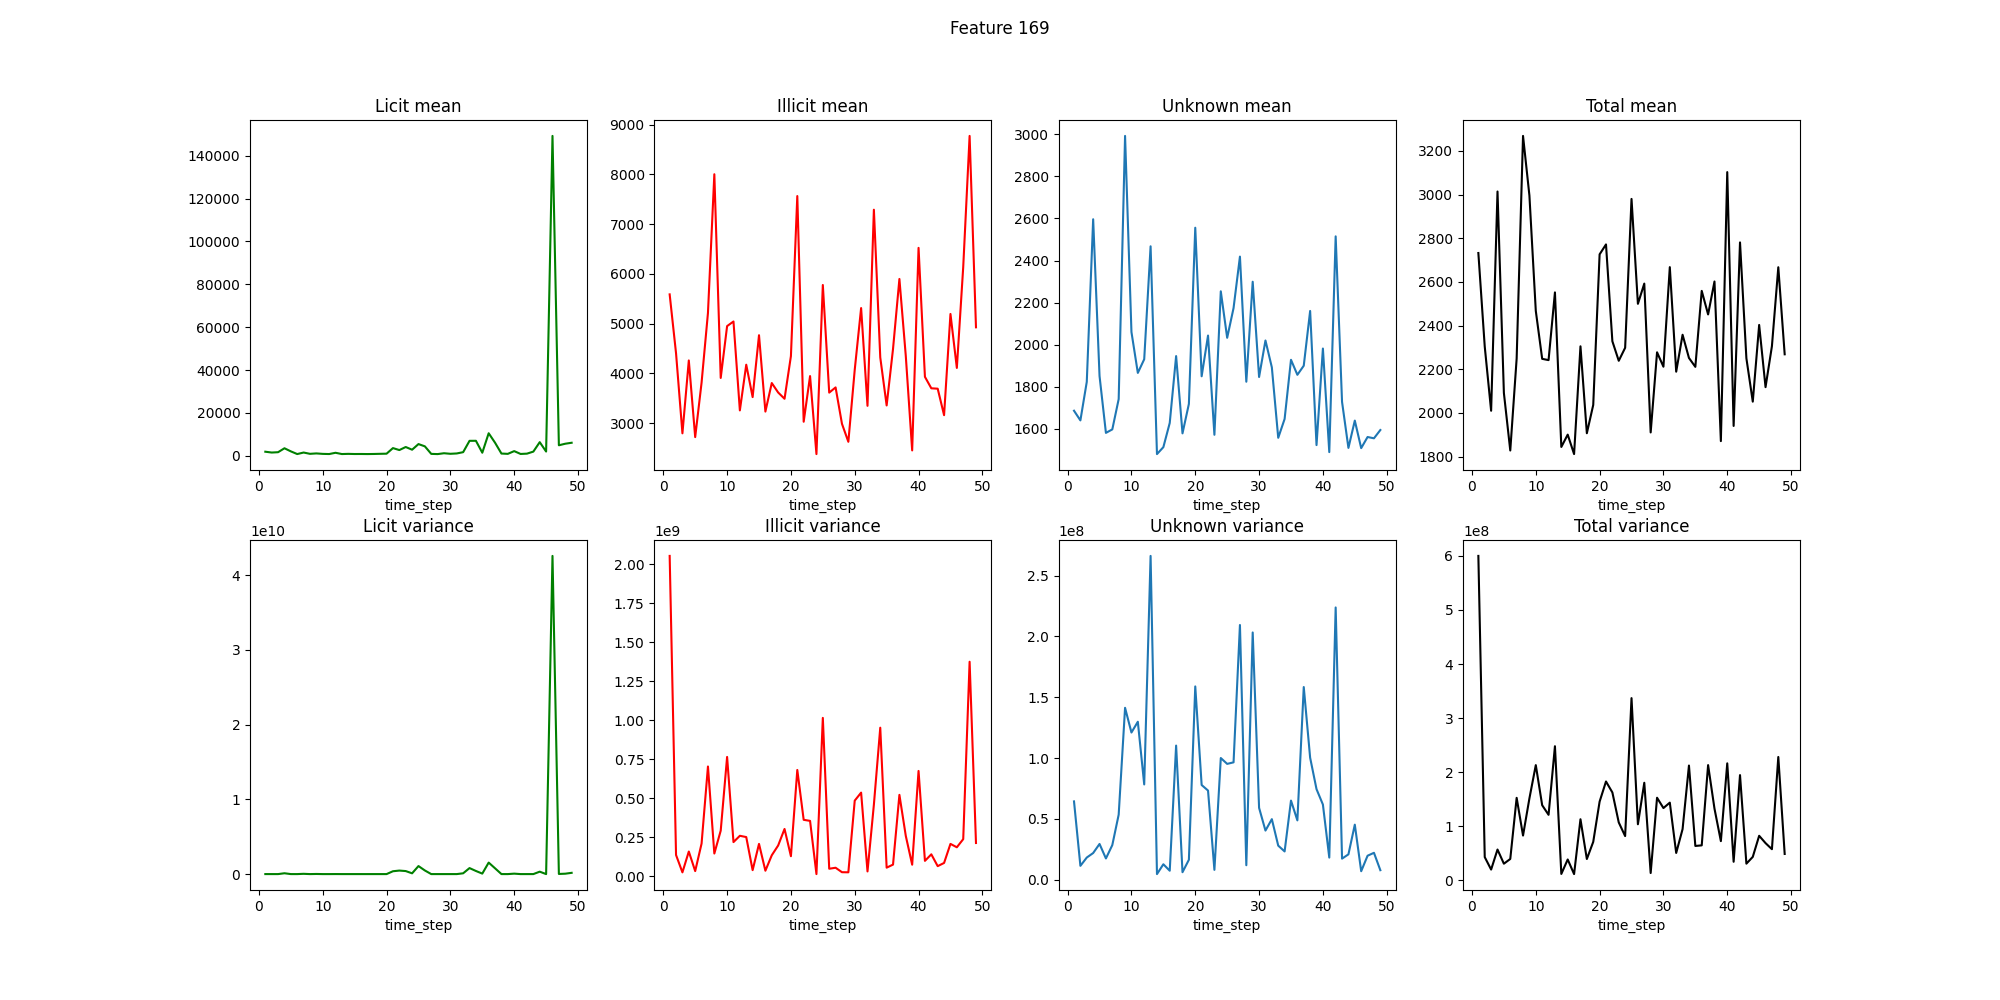 Feature 169
Licit mean
Illicit mean
Unknown mean
Total mean
140000
120000
100000
80000
60000
40000
20000
0
9000
8000
7000
6000
5000
4000
3000
3000
2800
2600
2400
2200
2000
1800
1600
3200
3000
2800
2600
2400
2200
2000
1800
0 10 20 30 40 50
0 10 20 30 40 50
0 10 20 30 40 50
0 10 20 30 40 50
time_step
time_step
time_step
time_step
Licit variance
Illicit variance
Unknown variance
Total variance
1e10
4
3
2
1
0
1e9
2.00
1.75
1.50
1.25
1.00
0.75
0.50
0.25
0.00
1e8
2.5
2.0
1.5
1.0
0.5
0.0
1e8
6
5
4
3
2
1
0
0 10 20 30 40 50
0 10 20 30 40 50
0 10 20 30 40 50
0 10 20 30 40 50
time_step
time_step
time_step
time_step